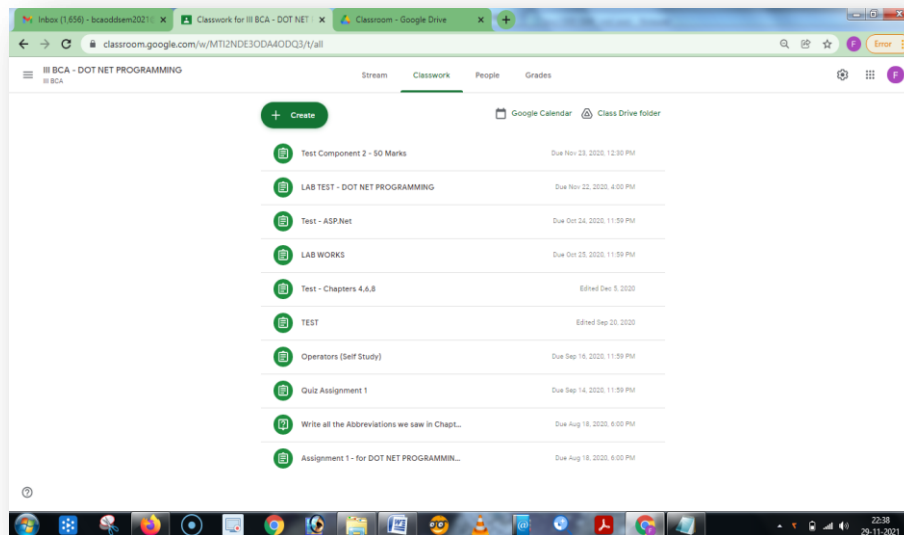 Inbox (1,656) - bcaoddsem2021@
Classwork for III BCA - DOT NET
Classroom - Google Drive
classroom.google.com/w/MTI2NDE3ODA4ODQ3/t/all
Error
III BCA - DOT NET PROGRAMMING
III BCA
Stream Classwork People Grades
Create
Google Calendar Class Drive folder
Test Component 2 - 50 Marks Due Nov 23, 2020, 12:30 PM
LAB TEST - DOT NET PROGRAMMING Due Nov 22, 2020, 4:00 PM
Test - ASP.Net Due Oct 24, 2020, 11:59 PM
LAB WORKS Due Oct 25, 2020, 11:59 PM
Test - Chapters 4,6,8 Edited Dec 5, 2020
TEST Edited Sep 20, 2020
Operators (Self Study) Due Sep 16, 2020, 11:59 PM
Quiz Assignment 1 Due Sep 14, 2020, 11:59 PM
Write all the Abbreviations we saw in Chapt... Due Aug 18, 2020, 6:00 PM
Assignment 1 - for DOT NET PROGRAMMIN... Due Aug 18, 2020, 6:00 PM
22:38
29-11-2021